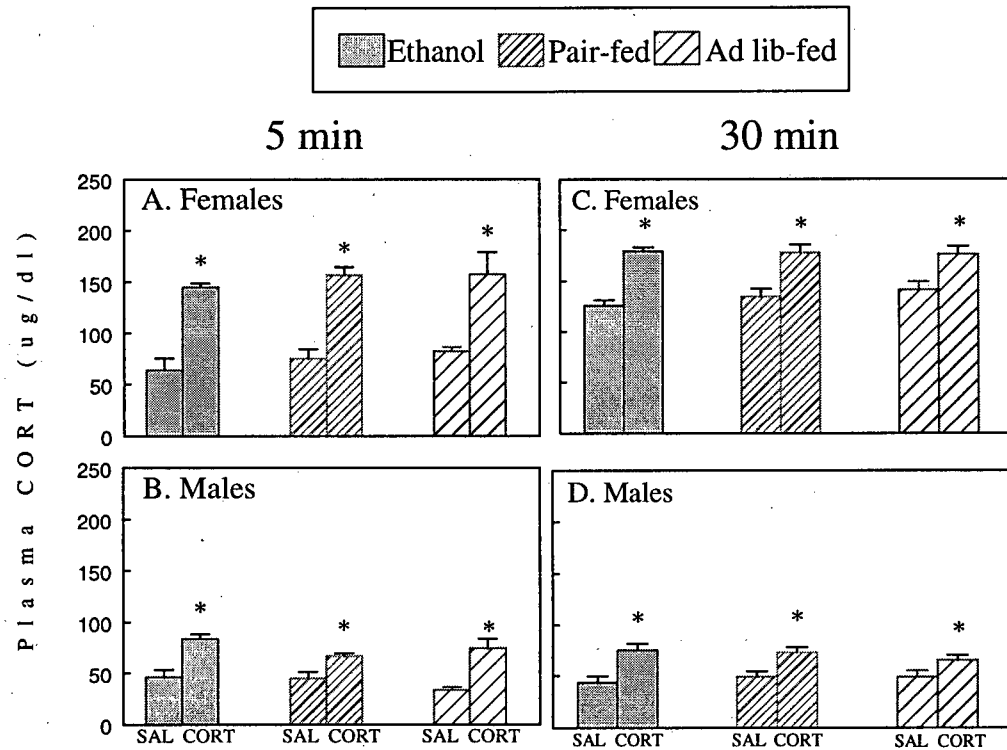 Ethanol Pair-fed Ad lib-fed
5 min 30 min
Plasma CORT (ug/dl)
A. Females
250
200
150
100
50
0
*
*
*
C. Females
*
*
*
B. Males
250
200
150
100
50
0
*
*
*
SAL CORT SAL CORT SAL CORT
D. Males
*
*
*
SAL CORT SAL CORT SAL CORT